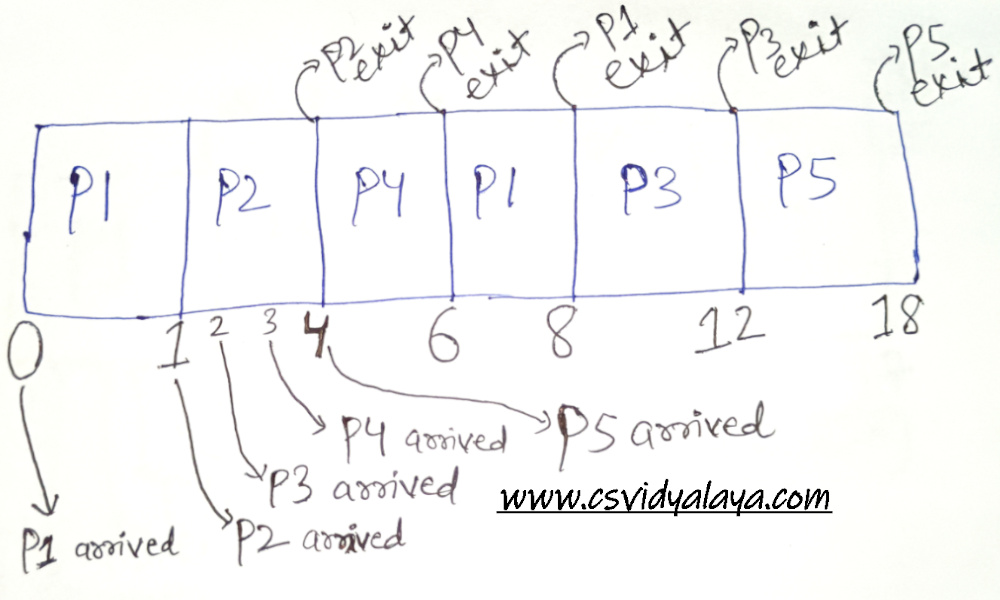 P2 exit
P4 exit
P1 exit
P3 exit
P5 exit
P1 P2 P4 P1 P3 P5
0 1 2 3 4 6 8 12 18
P4 arrived
P5 arrived
P3 arrived
www.csvidyalaya.com
P2 arrived
P1 arrived